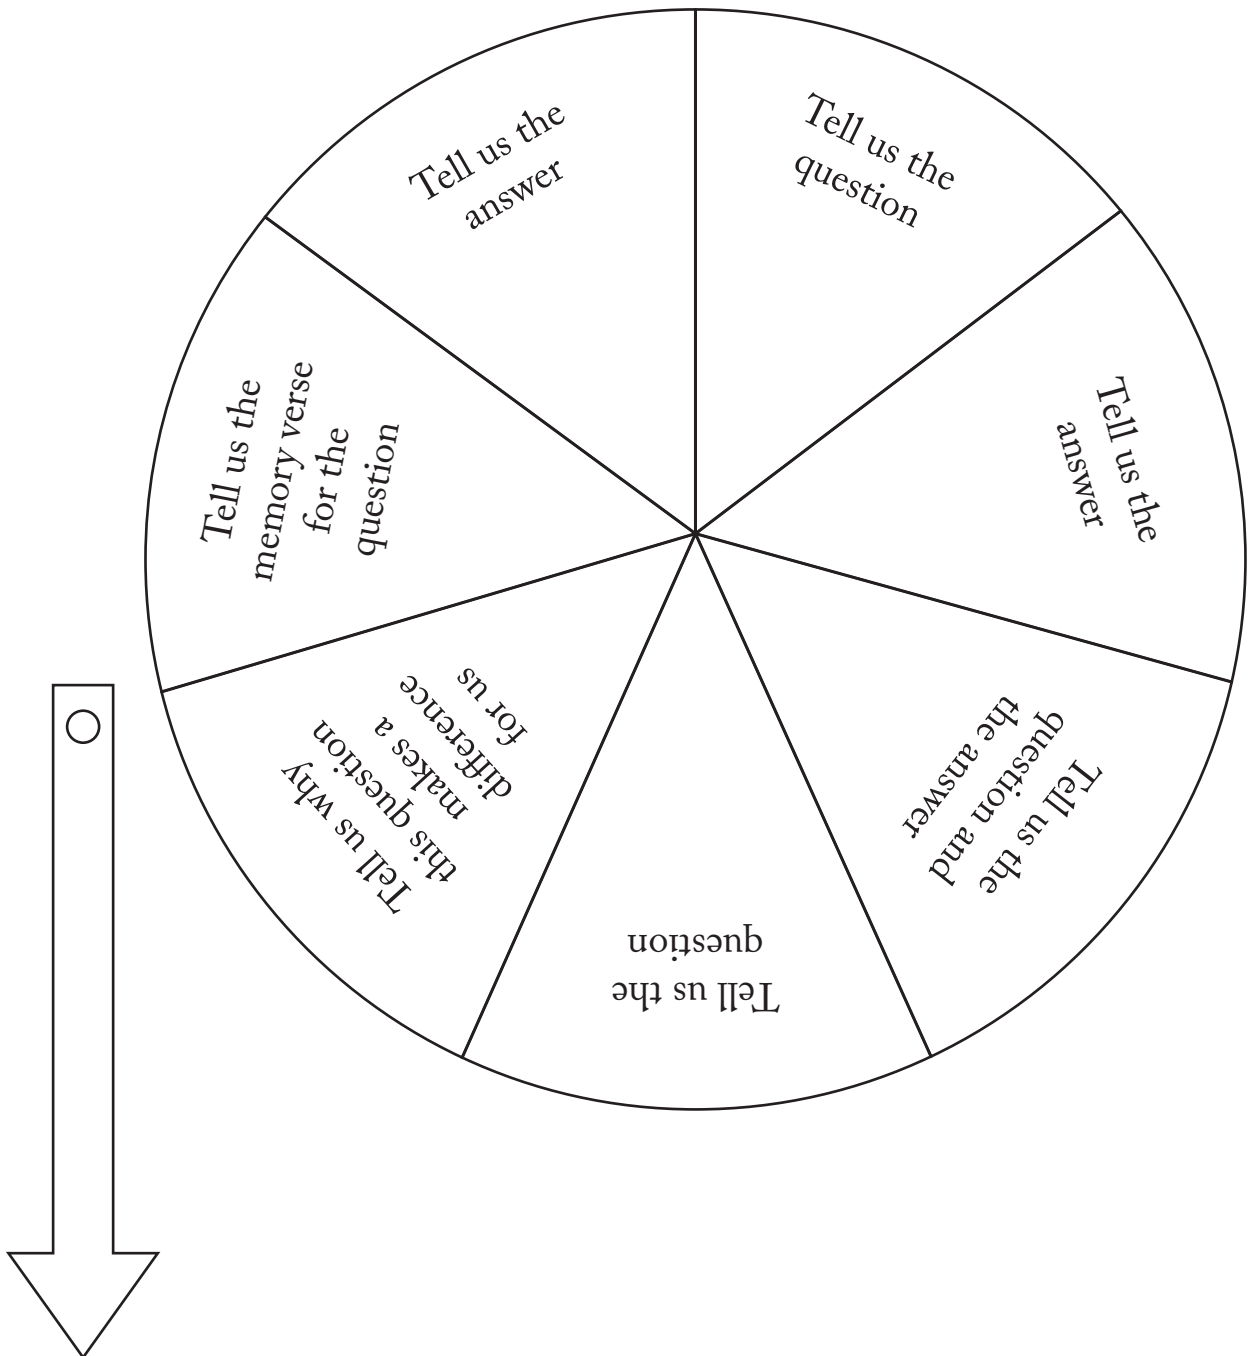 Tell us the
question
Tell us the
answer
Tell us the
question and
the answer
Tell us the
question
Tell us why
this question
makes a
difference
for us
Tell us the
memory verse
for the
question
Tell us the
answer